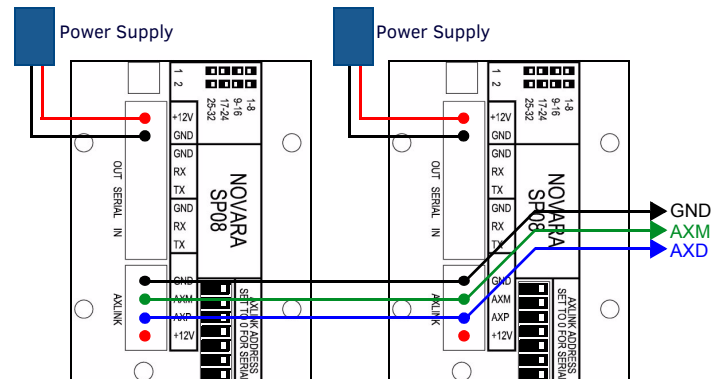 Power Supply
1
2
1-8
9-16
17-24
25-32
+12V
GND
GND
RX
TX
GND
RX
TX
OUT SERIAL IN
NOVARA
SP08
GND
AXM
AXP
+12V
AXLINK
AXLINK ADDRESS
SET TO 0 FOR SERIAL
Power Supply
1
2
1-8
9-16
17-24
25-32
+12V
GND
GND
RX
TX
GND
RX
TX
OUT SERIAL IN
NOVARA
SP08
GND
AXM
AXP
+12V
AXLINK
AXLINK ADDRESS
SET TO 0 FOR SERIAL
GND
AXM
AXD